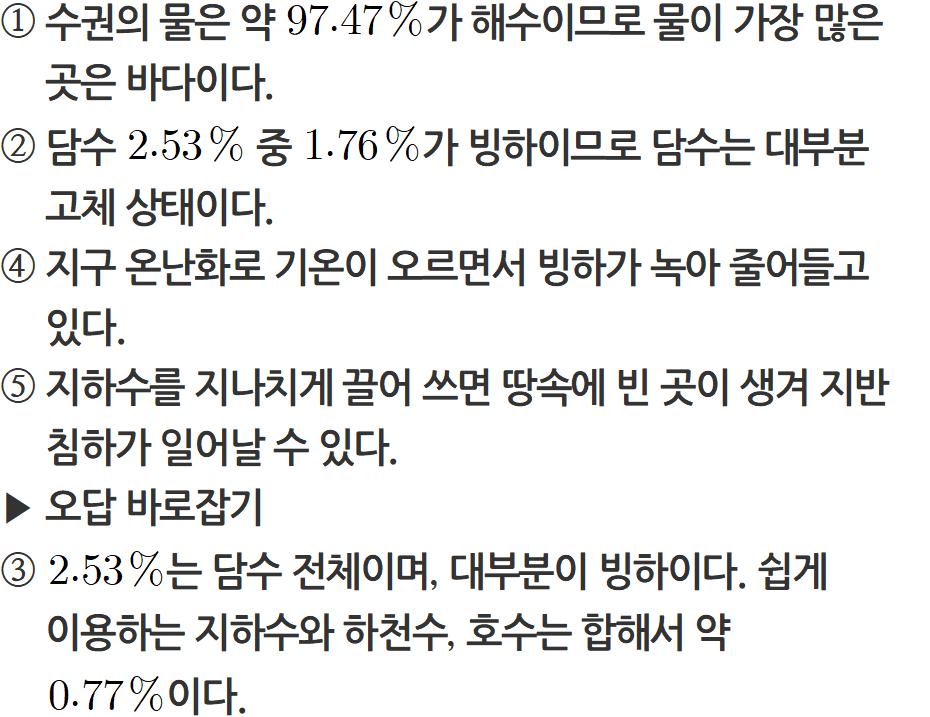 ① 수권의 물은 약 97.47%가 해수이므로 물이 가장 많은
곳은 바다이다.
② 담수 2.53% 중 1.76%가 빙하이므로 담수는 대부분
고체 상태이다.
④ 지구 온난화로 기온이 오르면서 빙하가 녹아 줄어들고
있다.
⑤ 지하수를 지나치게 끌어 쓰면 땅속에 빈 곳이 생겨 지반
침하가 일어날 수 있다.
▶ 오답 바로잡기
③ 2.53%는 담수 전체이며, 대부분이 빙하이다. 쉽게
이용하는 지하수와 하천수, 호수는 합해서 약
0.77%이다.